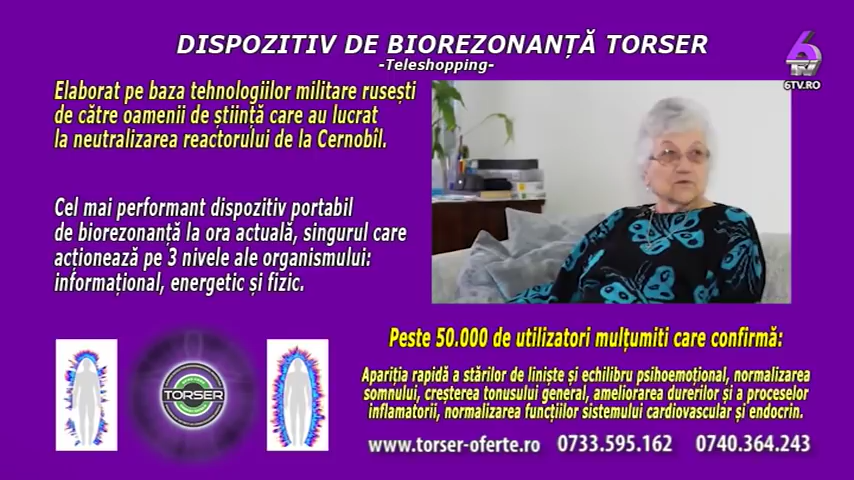 DISPOZITIV DE BIOREZONANȚĂ TORSER
-Teleshopping-
6
TV
6TV.RO
Elaborat pe baza tehnologiilor militare rusești
de către oamenii de știință care au lucrat
la neutralizarea reactorului de la Cernobîl.
Cel mai performant dispozitiv portabil
de biorezonanță la ora actuală, singurul care
acționează pe 3 nivele ale organismului:
informațional, energetic și fizic.
TORSER
Peste 50.000 de utilizatori mulțumiti care confirmă:
Apariția rapidă a stărilor de liniște și echilibru psihoemoțional, normalizarea
somnului, creșterea tonusului general, ameliorarea durerilor și a proceselor
inflamatorii, normalizarea funcțiilor sistemului cardiovascular și endocrin.
www.torser-oferte.ro 0733.595.162 0740.364.243